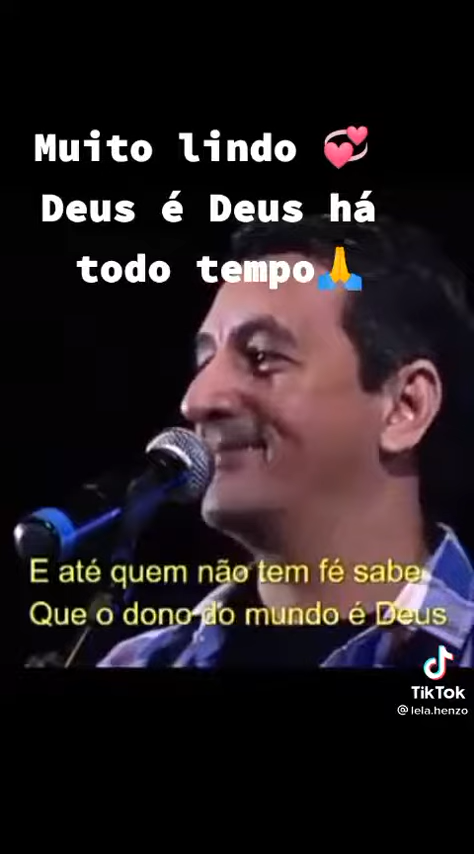 Muito lindo 💞
Deus é Deus há
todo tempo🙏
E até quem não tem fé sabe
Que o dono do mundo é Deus
TikTok
@lela.henzo